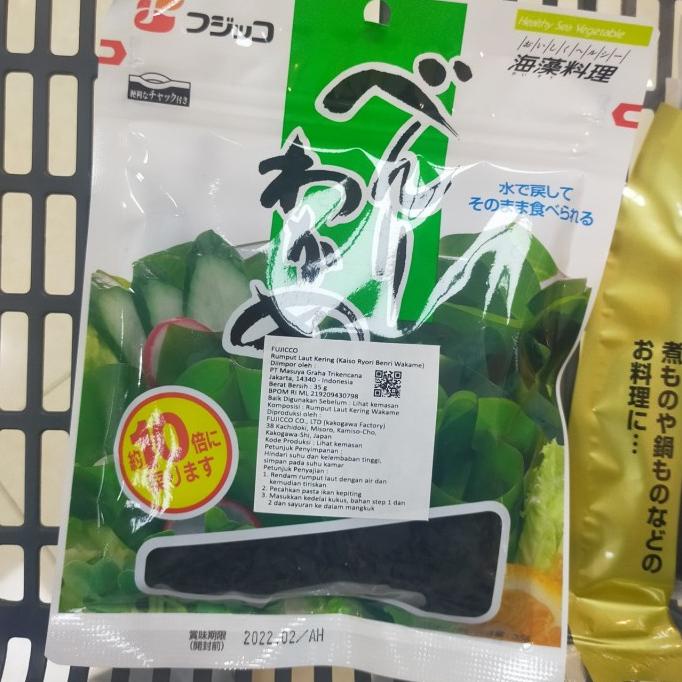 フジッコ
Healthy Sea Vegetable
おいしくヘルシー
海藻料理
便利なチャック付き
べんりー
わかめ
水で戻して
そのまま食べられる
FUJICCO
Rumput Laut Kering (Kaiso Ryori Benri Wakame)
Diimpor oleh :
PT Masuya Graha Trikencana
Jakarta, 14340 - Indonesia
Berat Bersih : 35 g
BPOM RI ML 219209430798
Baik Digunakan Sebelum : Lihat kemasan
Komposisi : Rumput Laut Kering Wakame
Diproduksi oleh :
FUJICCO CO., LTD (kakogawa Factory)
38 Kachidoki, Misoro, Kamiso-Cho,
Kakogawa-Shi, Japan
Kode Produksi : Lihat kemasan
Petunjuk Penyimpanan :
Hindari suhu dan kelembaban tinggi.
simpan pada suhu kamar
Petunjuk Penyajian :
1. Rendam rumput laut dengan air dan
kemudian tiriskan
2. Pecahkan pasta ikan kepiting
3. Masukkan kedelai kukus, bahan step 1 dan
2 dan sayuran ke dalam mangkuk
約10倍に
戻ります
賞味期限
(開封前)
2022.02/AH
煮ものや鍋ものなどの
お料理に…